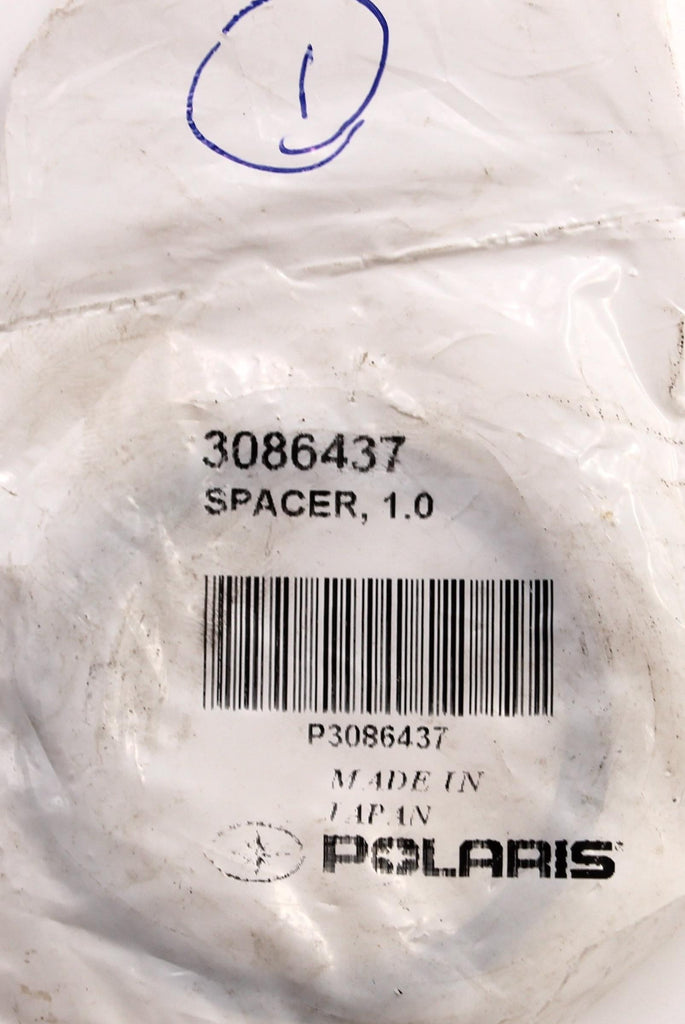 1
3086437
SPACER, 1.0
P3086437
MADE IN
JAPAN
POLARIS